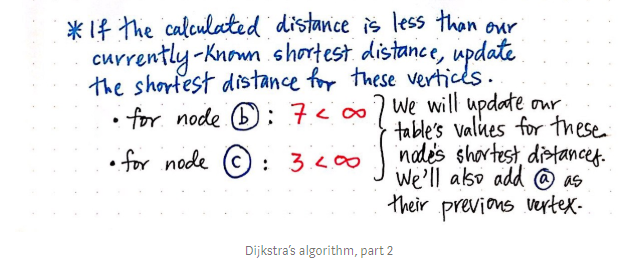 * If the calculated distance is less than our
currently-known shortest distance, update
the shortest distance for these vertices.
• for node ⓑ : 7 < ∞
• for node ⓒ : 3 < ∞
We will update our
table's values for these
node's shortest distances.
We'll also add ⓐ as
their previous vertex.
Dijkstra's algorithm, part 2